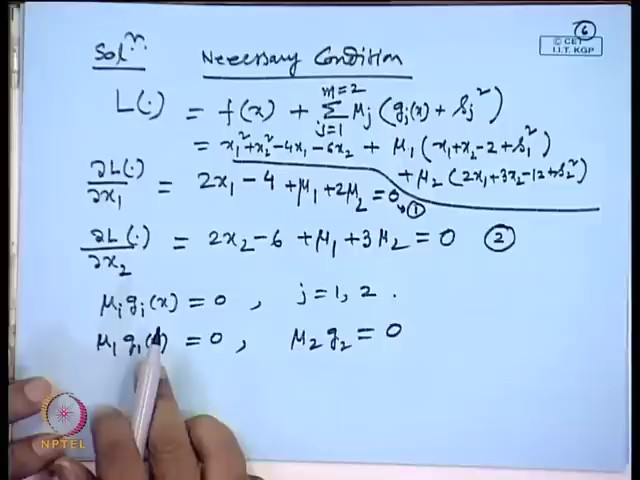 6
© CET
I.I.T. KGP
Solⁿ Necessary Condition
L(·) = f(x) + Σ_{j=1}^{m=2} μ_j (g_j(x) + s_j²)
= x₁² + x₂² - 4x₁ - 6x₂ + μ₁ (x₁+x₂-2+s₁²)
+ μ₂ (2x₁+3x₂-12+s₂²)
∂L(·)/∂x₁ = 2x₁ - 4 + μ₁ + 2μ₂ = 0 → ①
∂L(·)/∂x₂ = 2x₂ - 6 + μ₁ + 3μ₂ = 0 ②
μ_j g_j(x) = 0 , j = 1, 2 .
μ₁ g₁(x) = 0 , μ₂ g₂ = 0
NPTEL